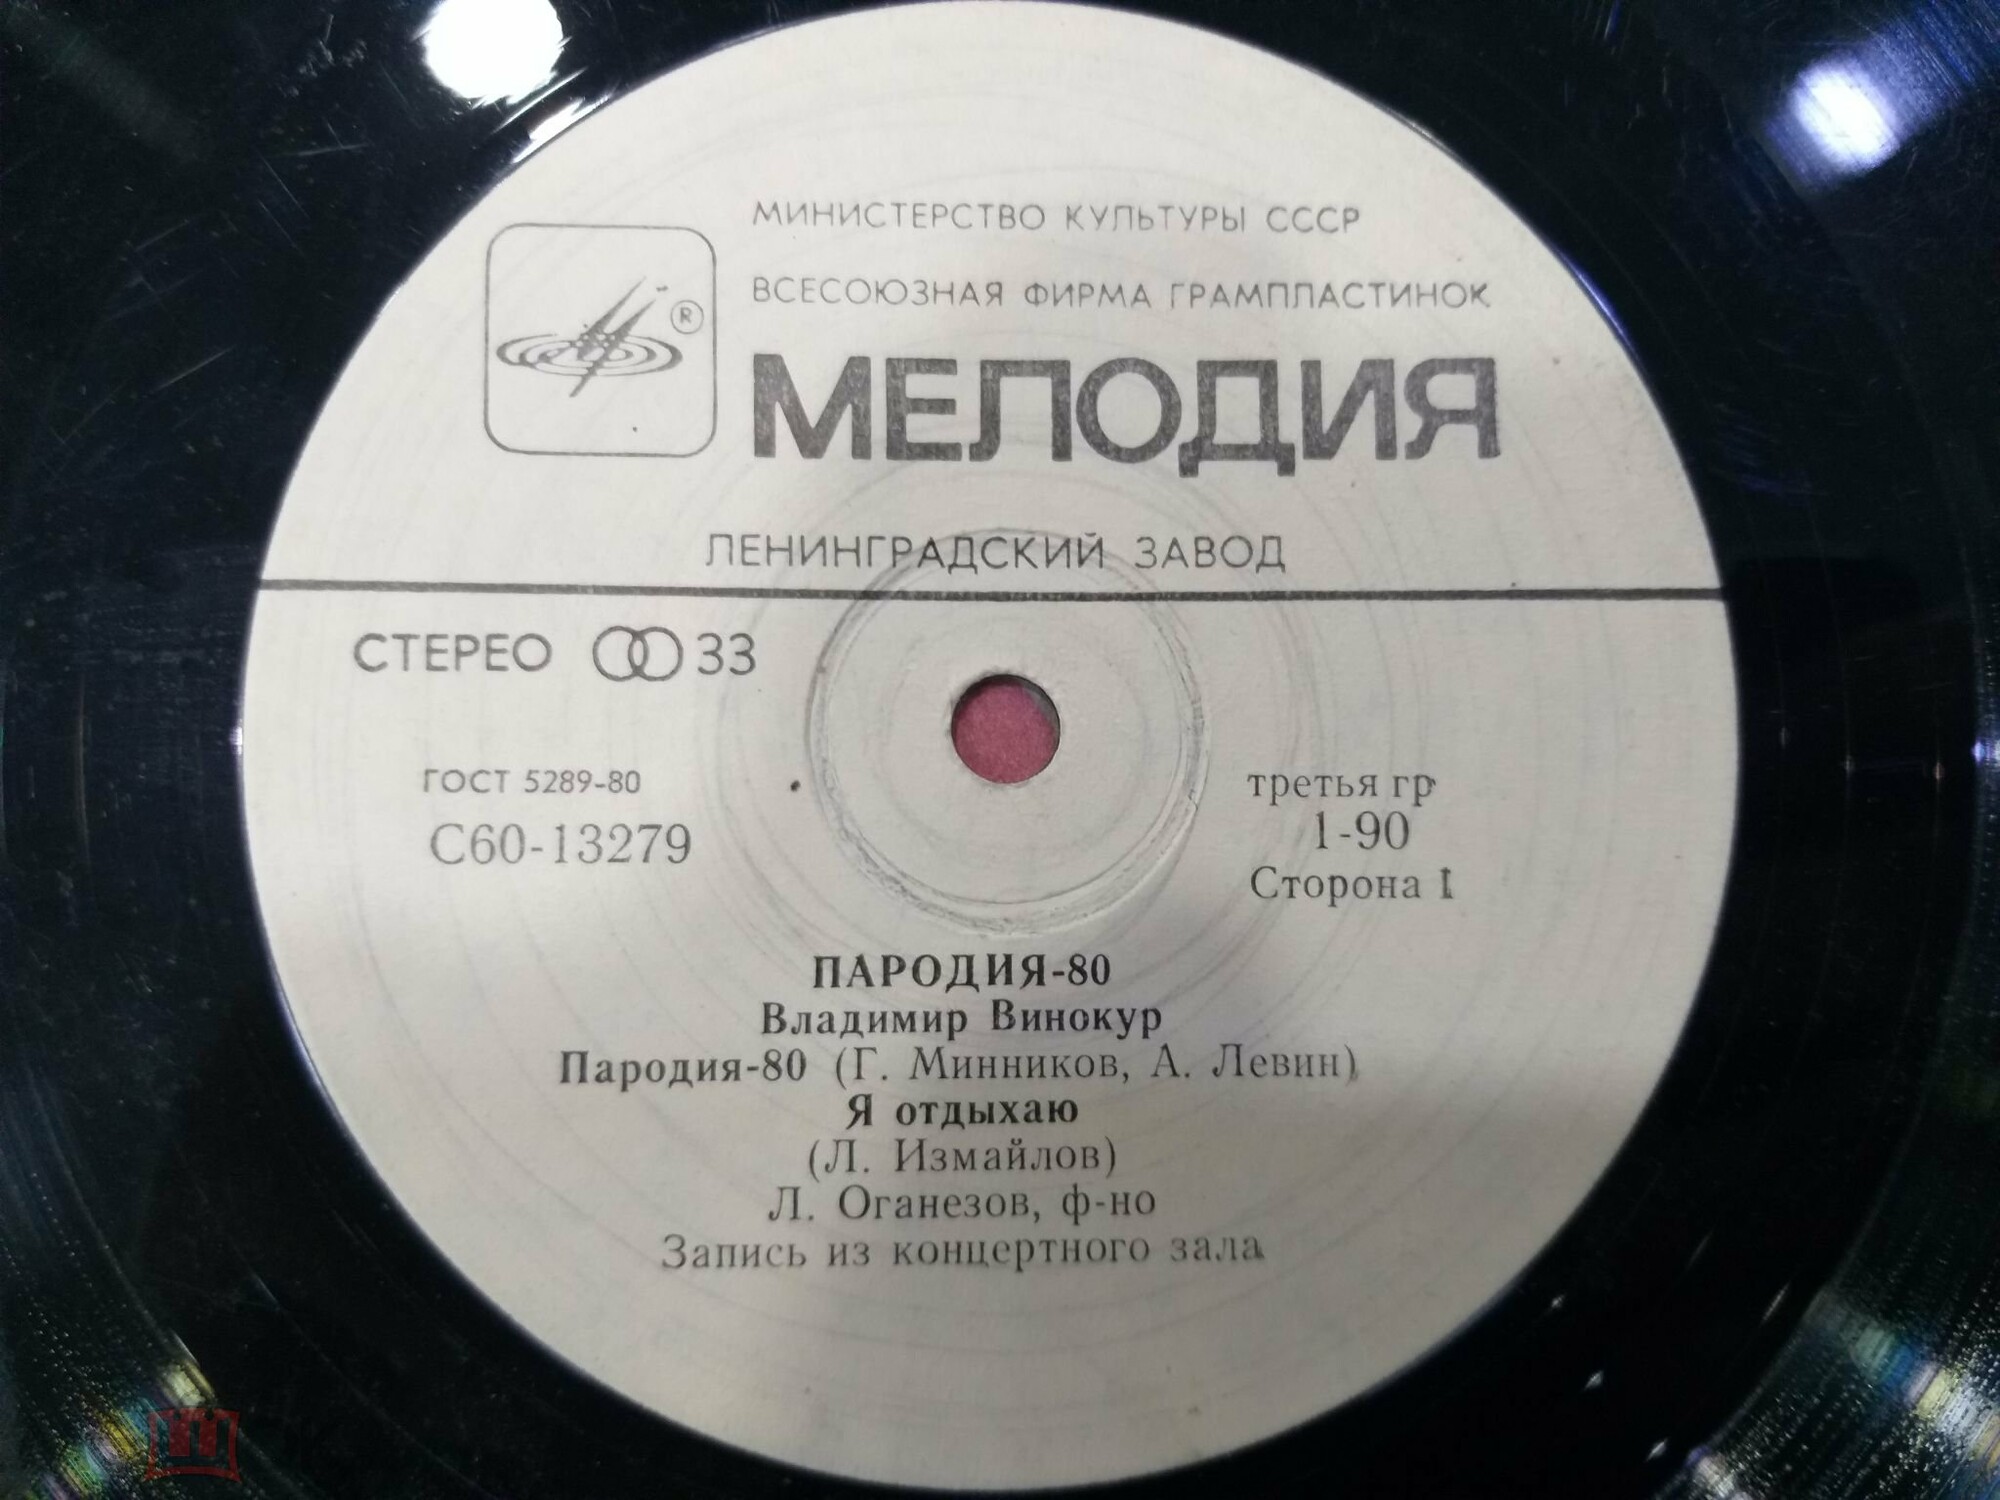 МИНИСТЕРСТВО КУЛЬТУРЫ СССР
ВСЕСОЮЗНАЯ ФИРМА ГРАМПЛАСТИНОК
®
МЕЛОДИЯ
ЛЕНИНГРАДСКИЙ ЗАВОД
СТЕРЕО 33
ГОСТ 5289-80
С60-13279
третья гр
1-90
Сторона 1
ПАРОДИЯ-80
Владимир Винокур
Пародия-80 (Г. Минников, А. Левин)
Я отдыхаю
(Л. Измайлов)
Л. Оганезов, ф-но
Запись из концертного зала